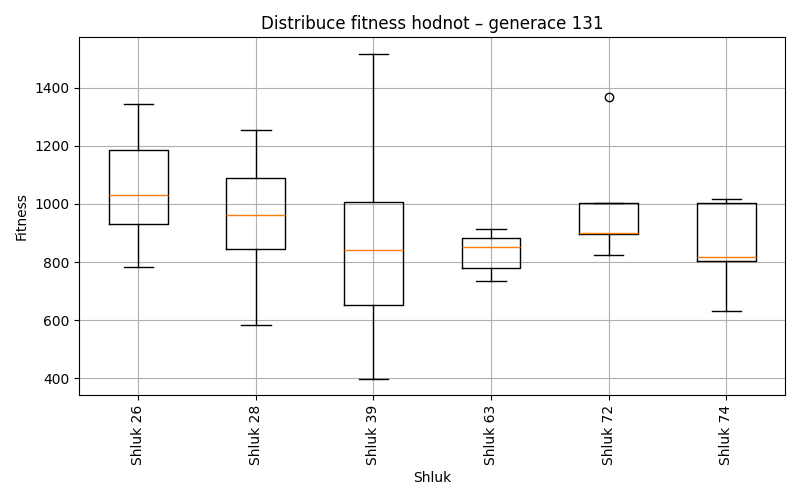 Distribuce fitness hodnot – generace 131
Fitness
1400
1200
1000
800
600
400
Shluk 26
Shluk 28
Shluk 39
Shluk 63
Shluk 72
Shluk 74
Shluk